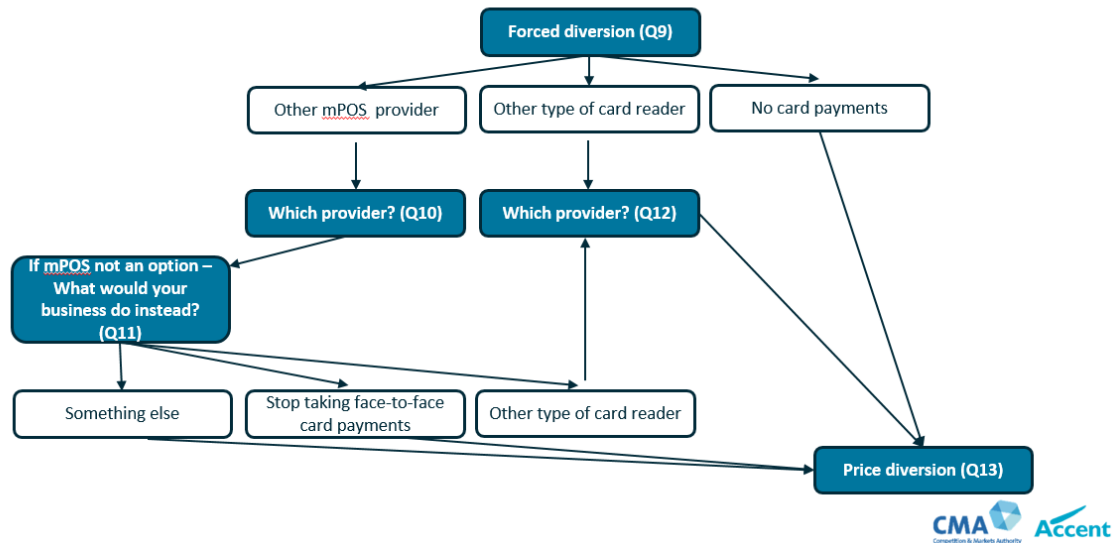 Forced diversion (Q9)
Other mPOS provider
Other type of card reader
No card payments
Which provider? (Q10)
Which provider? (Q12)
If mPOS not an option –
What would your
business do instead?
(Q11)
Something else
Stop taking face-to-face
card payments
Other type of card reader
Price diversion (Q13)
CMA
Competition & Markets Authority
Accent